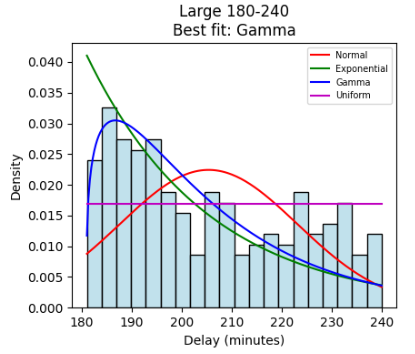 Large 180-240
Best fit: Gamma
Normal
Exponential
Gamma
Uniform
0.040
0.035
0.030
0.025
0.020
0.015
0.010
0.005
0.000
Density
180 190 200 210 220 230 240
Delay (minutes)